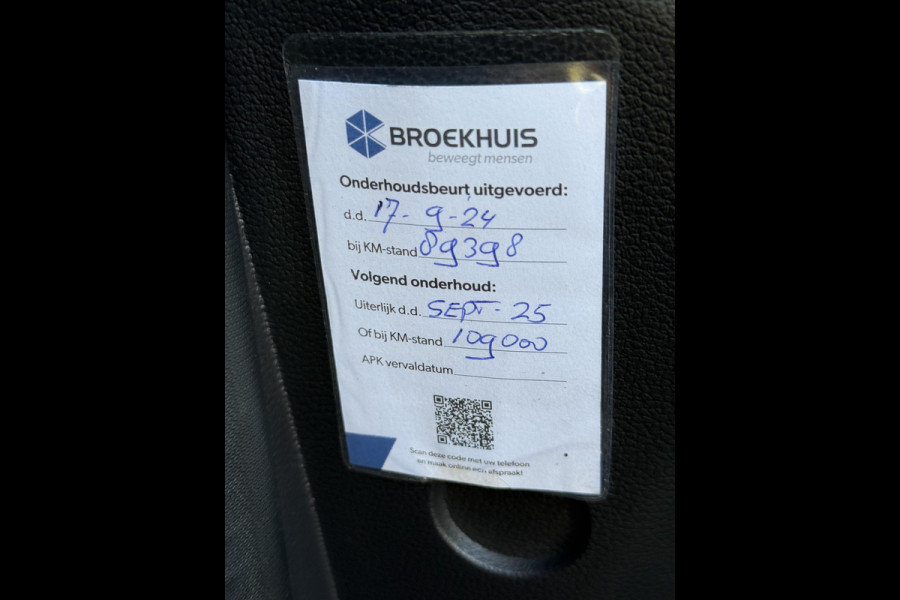 BROEKHUIS
beweegt mensen
Onderhoudsbeurt uitgevoerd:
d.d. 17-9-24
bij KM-stand 89398
Volgend onderhoud:
Uiterlijk d.d. SEPT-25
Of bij KM-stand 109000
APK vervaldatum
Scan deze code met uw telefoon
en maak online een afspraak!